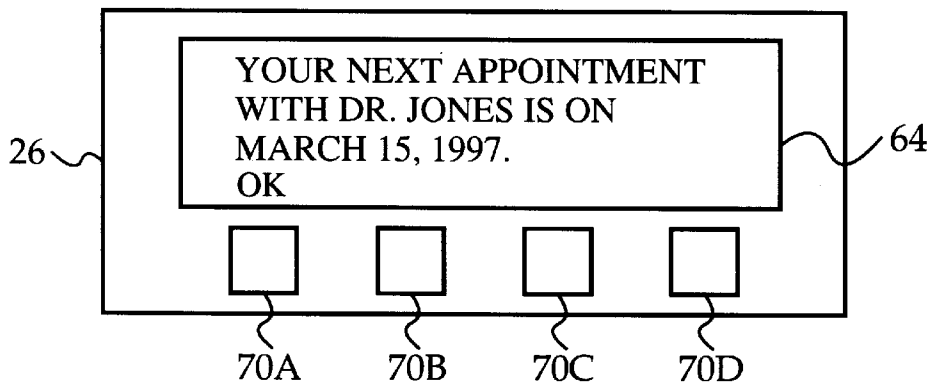 YOUR NEXT APPOINTMENT
WITH DR. JONES IS ON
MARCH 15, 1997.
OK
26
64
70A 70B 70C 70D